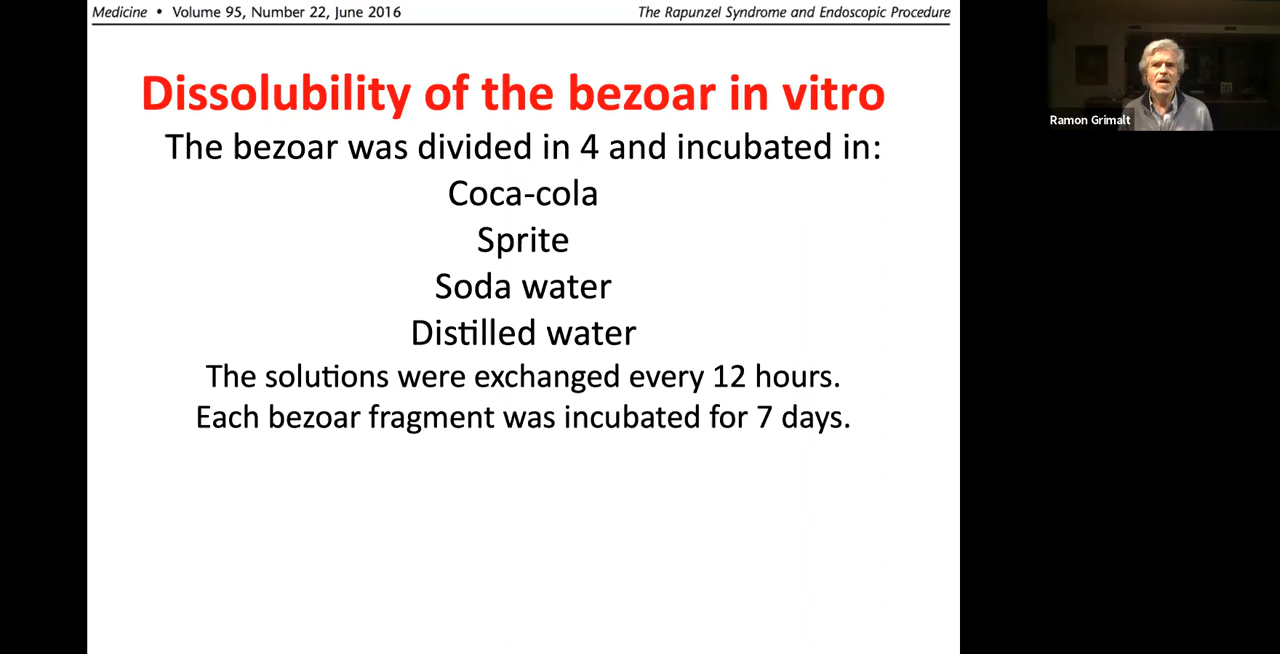 Medicine • Volume 95, Number 22, June 2016
The Rapunzel Syndrome and Endoscopic Procedure
Dissolubility of the bezoar in vitro
The bezoar was divided in 4 and incubated in:
Coca-cola
Sprite
Soda water
Distilled water
The solutions were exchanged every 12 hours.
Each bezoar fragment was incubated for 7 days.
Ramon Grimalt